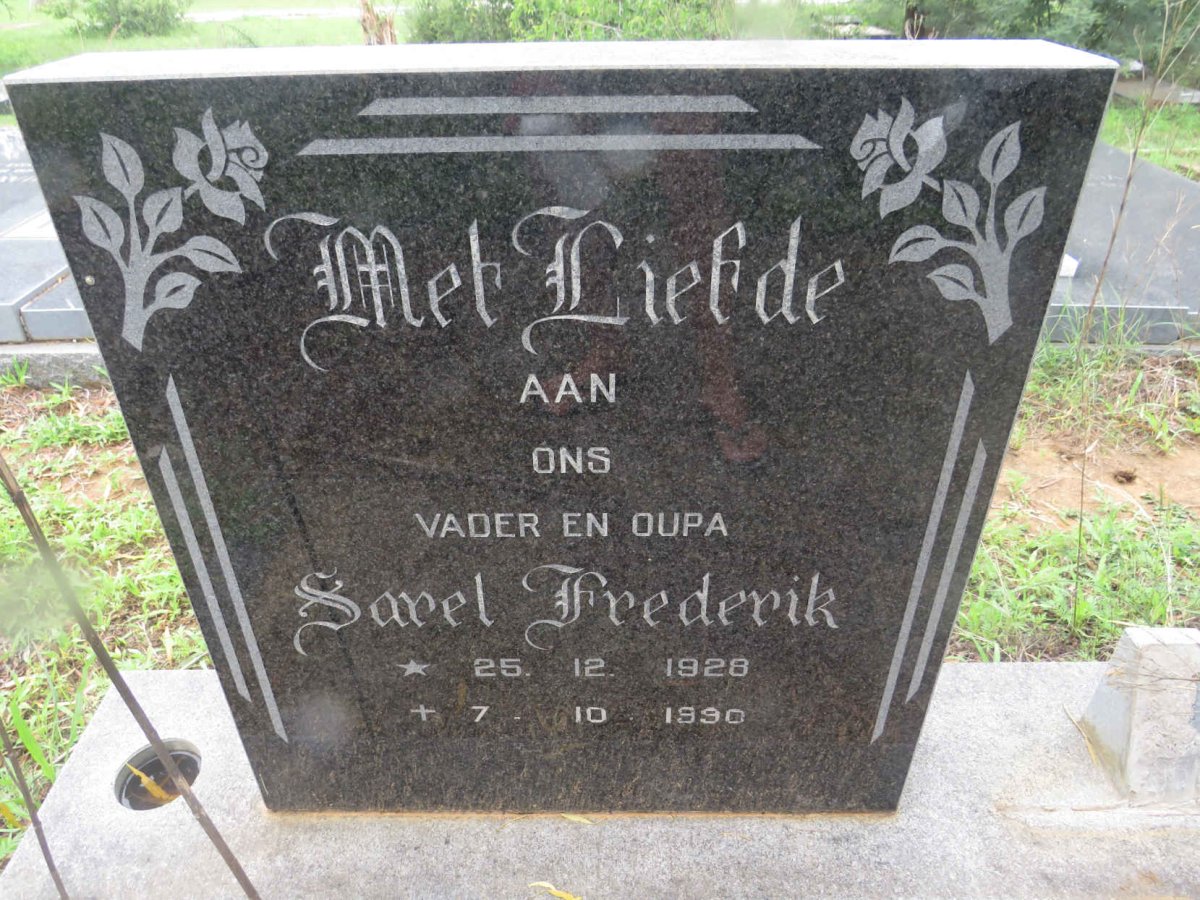 Met Liefde
AAN
ONS
VADER EN OUPA
Sarel Frederik
★ 25. 12. 1928
+ 7. 10. 1990